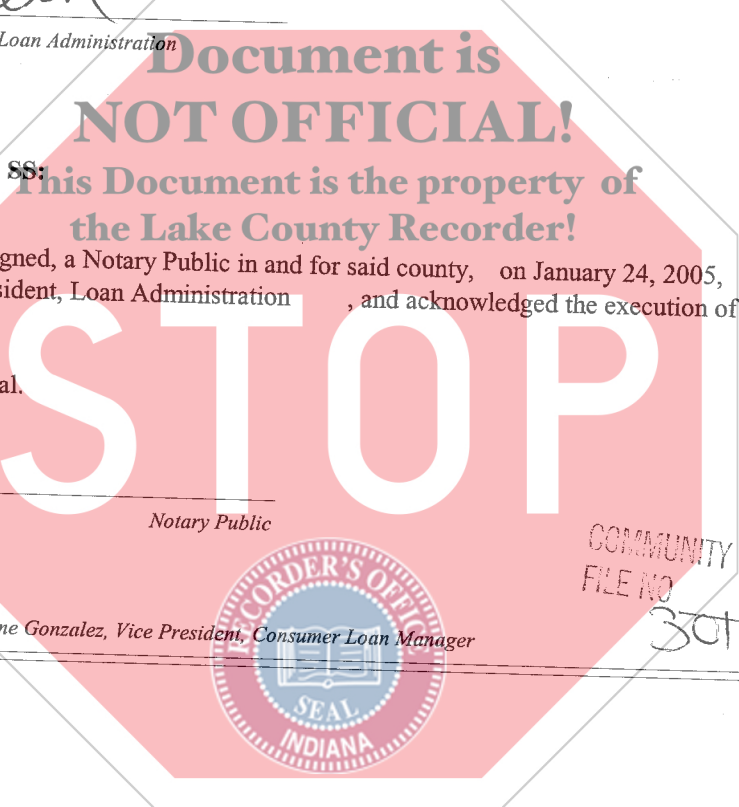 Loan Administration
Document is
NOT OFFICIAL!
SS:
This Document is the property of
the Lake County Recorder!
gned, a Notary Public in and for said county, on January 24, 2005,
sident, Loan Administration , and acknowledged the execution of
al.
STOP
Notary Public
COMMUNITY
FILE NO
301
RECORDER'S OFFICE
ne Gonzalez, Vice President, Consumer Loan Manager
SEAL
INDIANA